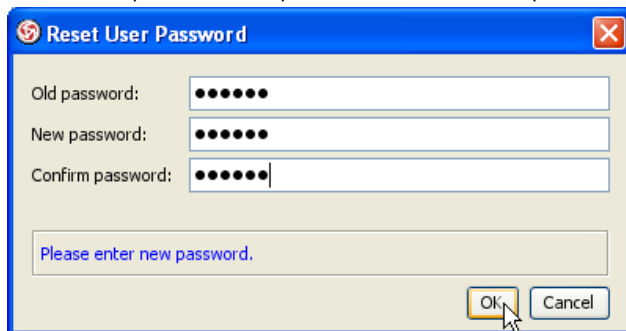 Reset User Password
Old password: ●●●●●●
New password: ●●●●●●
Confirm password: ●●●●●●
Please enter new password.
OK Cancel